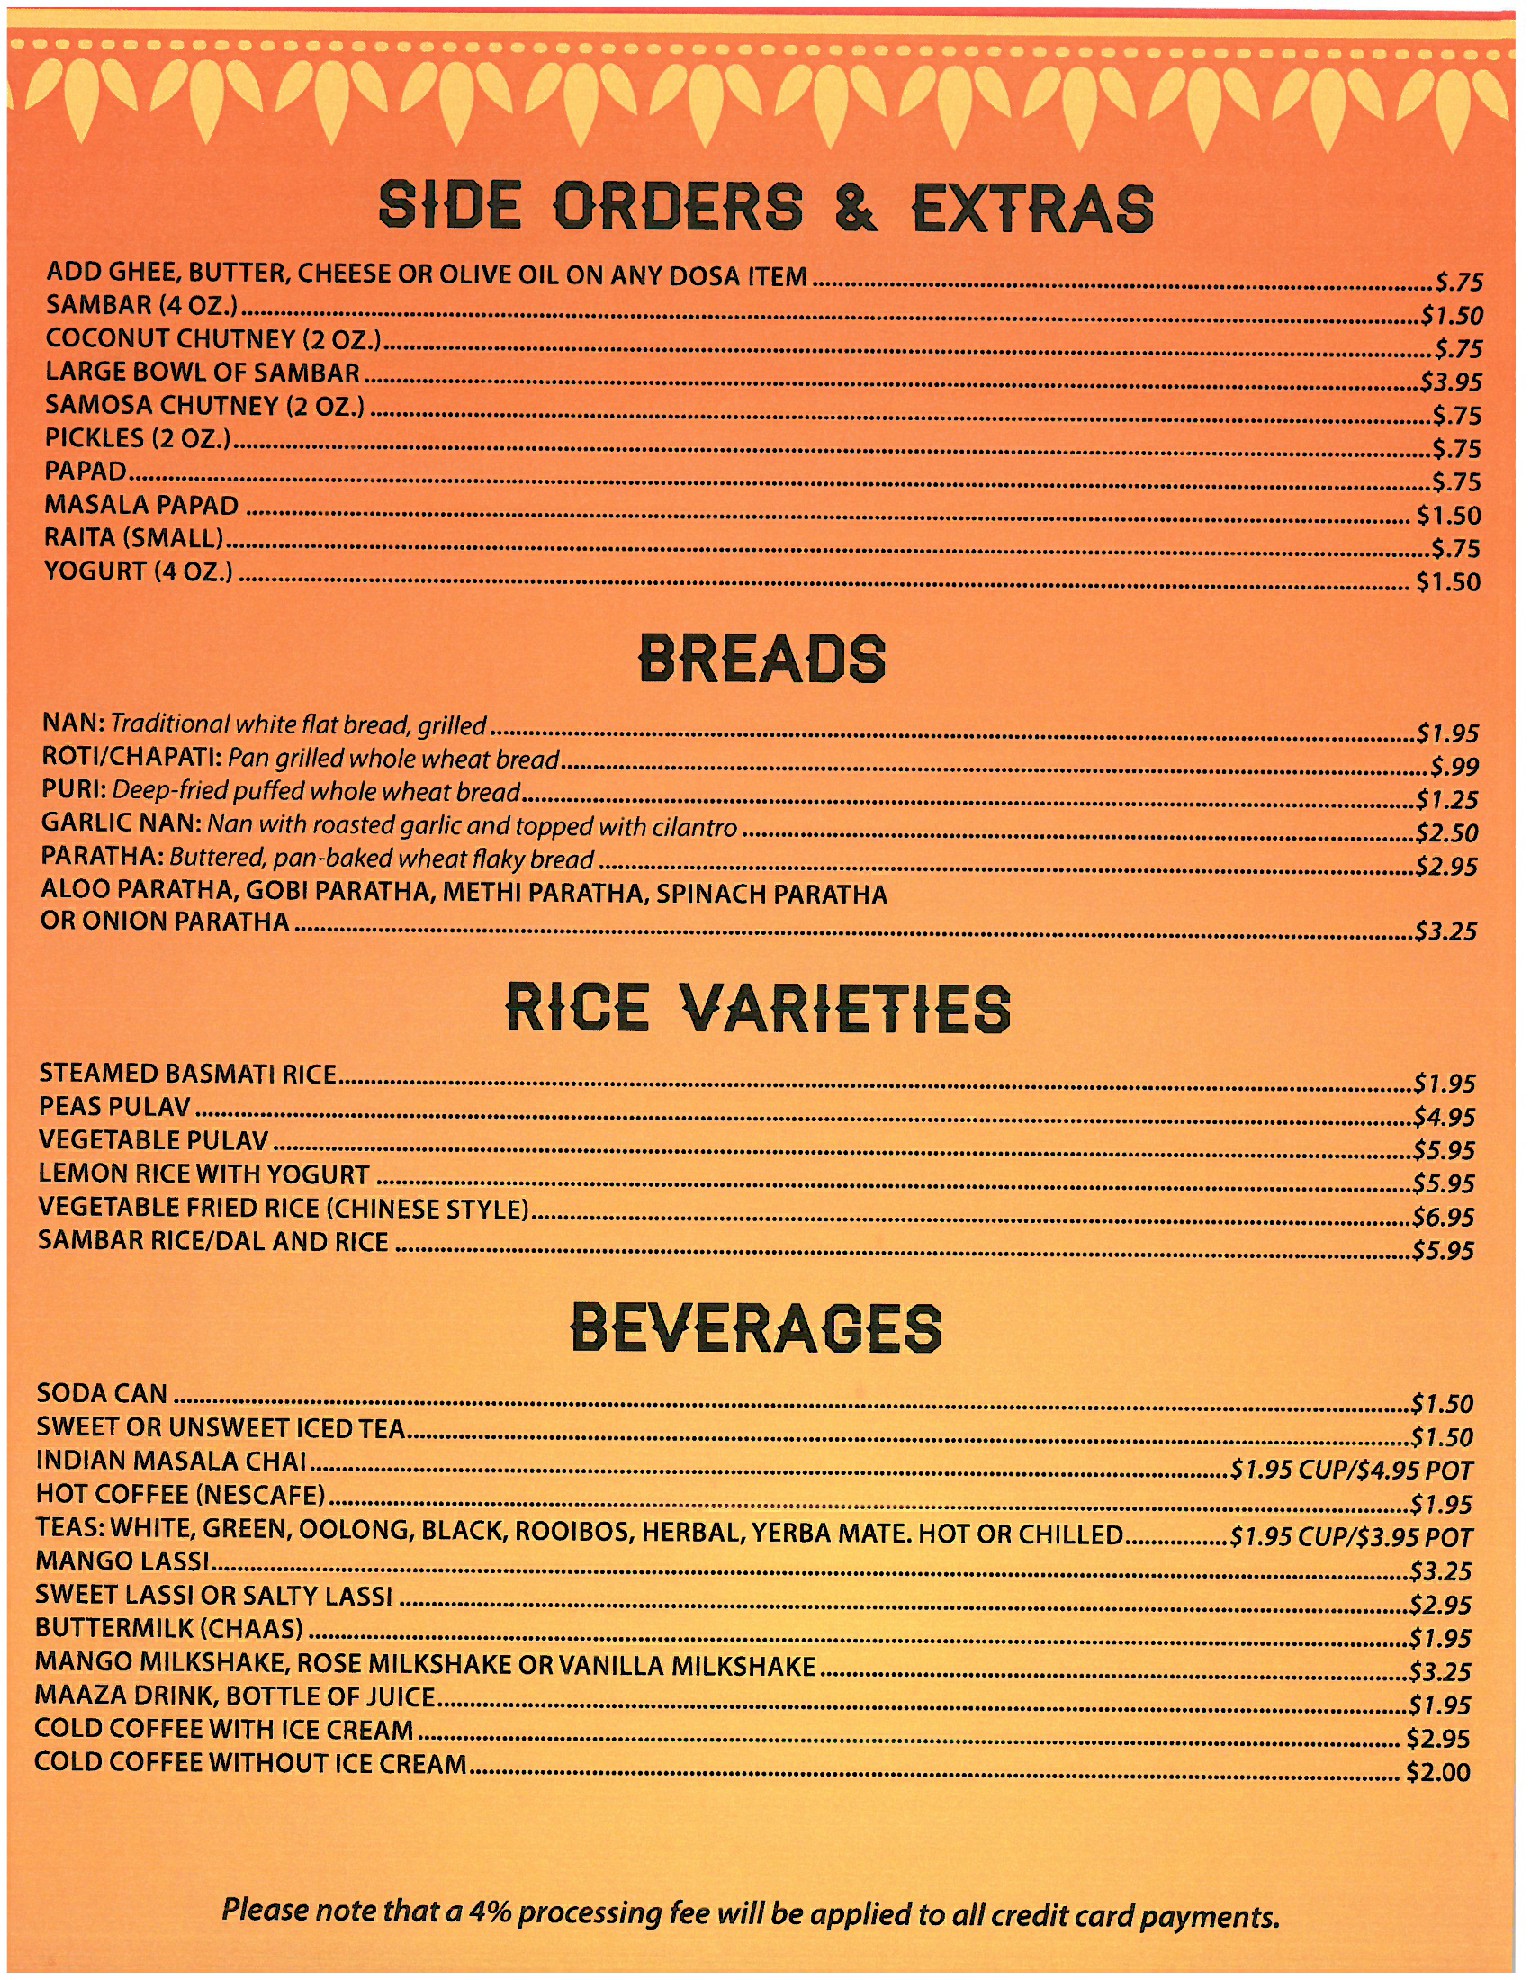 SIDE ORDERS & EXTRAS
ADD GHEE, BUTTER, CHEESE OR OLIVE OIL ON ANY DOSA ITEM $.75
SAMBAR (4 OZ.) $1.50
COCONUT CHUTNEY (2 OZ.) $.75
LARGE BOWL OF SAMBAR $3.95
SAMOSA CHUTNEY (2 OZ.) $.75
PICKLES (2 OZ.) $.75
PAPAD $.75
MASALA PAPAD $1.50
RAITA (SMALL) $.75
YOGURT (4 OZ.) $1.50
BREADS
NAN: Traditional white flat bread, grilled $1.95
ROTI/CHAPATI: Pan grilled whole wheat bread $.99
PURI: Deep-fried puffed whole wheat bread $1.25
GARLIC NAN: Nan with roasted garlic and topped with cilantro $2.50
PARATHA: Buttered, pan-baked wheat flaky bread $2.95
ALOO PARATHA, GOBI PARATHA, METHI PARATHA, SPINACH PARATHA
OR ONION PARATHA $3.25
RICE VARIETIES
STEAMED BASMATI RICE $1.95
PEAS PULAV $4.95
VEGETABLE PULAV $5.95
LEMON RICE WITH YOGURT $5.95
VEGETABLE FRIED RICE (CHINESE STYLE) $6.95
SAMBAR RICE/DAL AND RICE $5.95
BEVERAGES
SODA CAN $1.50
SWEET OR UNSWEET ICED TEA $1.50
INDIAN MASALA CHAI $1.95 CUP/$4.95 POT
HOT COFFEE (NESCAFE) $1.95
TEAS: WHITE, GREEN, OOLONG, BLACK, ROOIBOS, HERBAL, YERBA MATE. HOT OR CHILLED $1.95 CUP/$3.95 POT
MANGO LASSI $3.25
SWEET LASSI OR SALTY LASSI $2.95
BUTTERMILK (CHAAS) $1.95
MANGO MILKSHAKE, ROSE MILKSHAKE OR VANILLA MILKSHAKE $3.25
MAAZA DRINK, BOTTLE OF JUICE $1.95
COLD COFFEE WITH ICE CREAM $2.95
COLD COFFEE WITHOUT ICE CREAM $2.00
Please note that a 4% processing fee will be applied to all credit card payments.